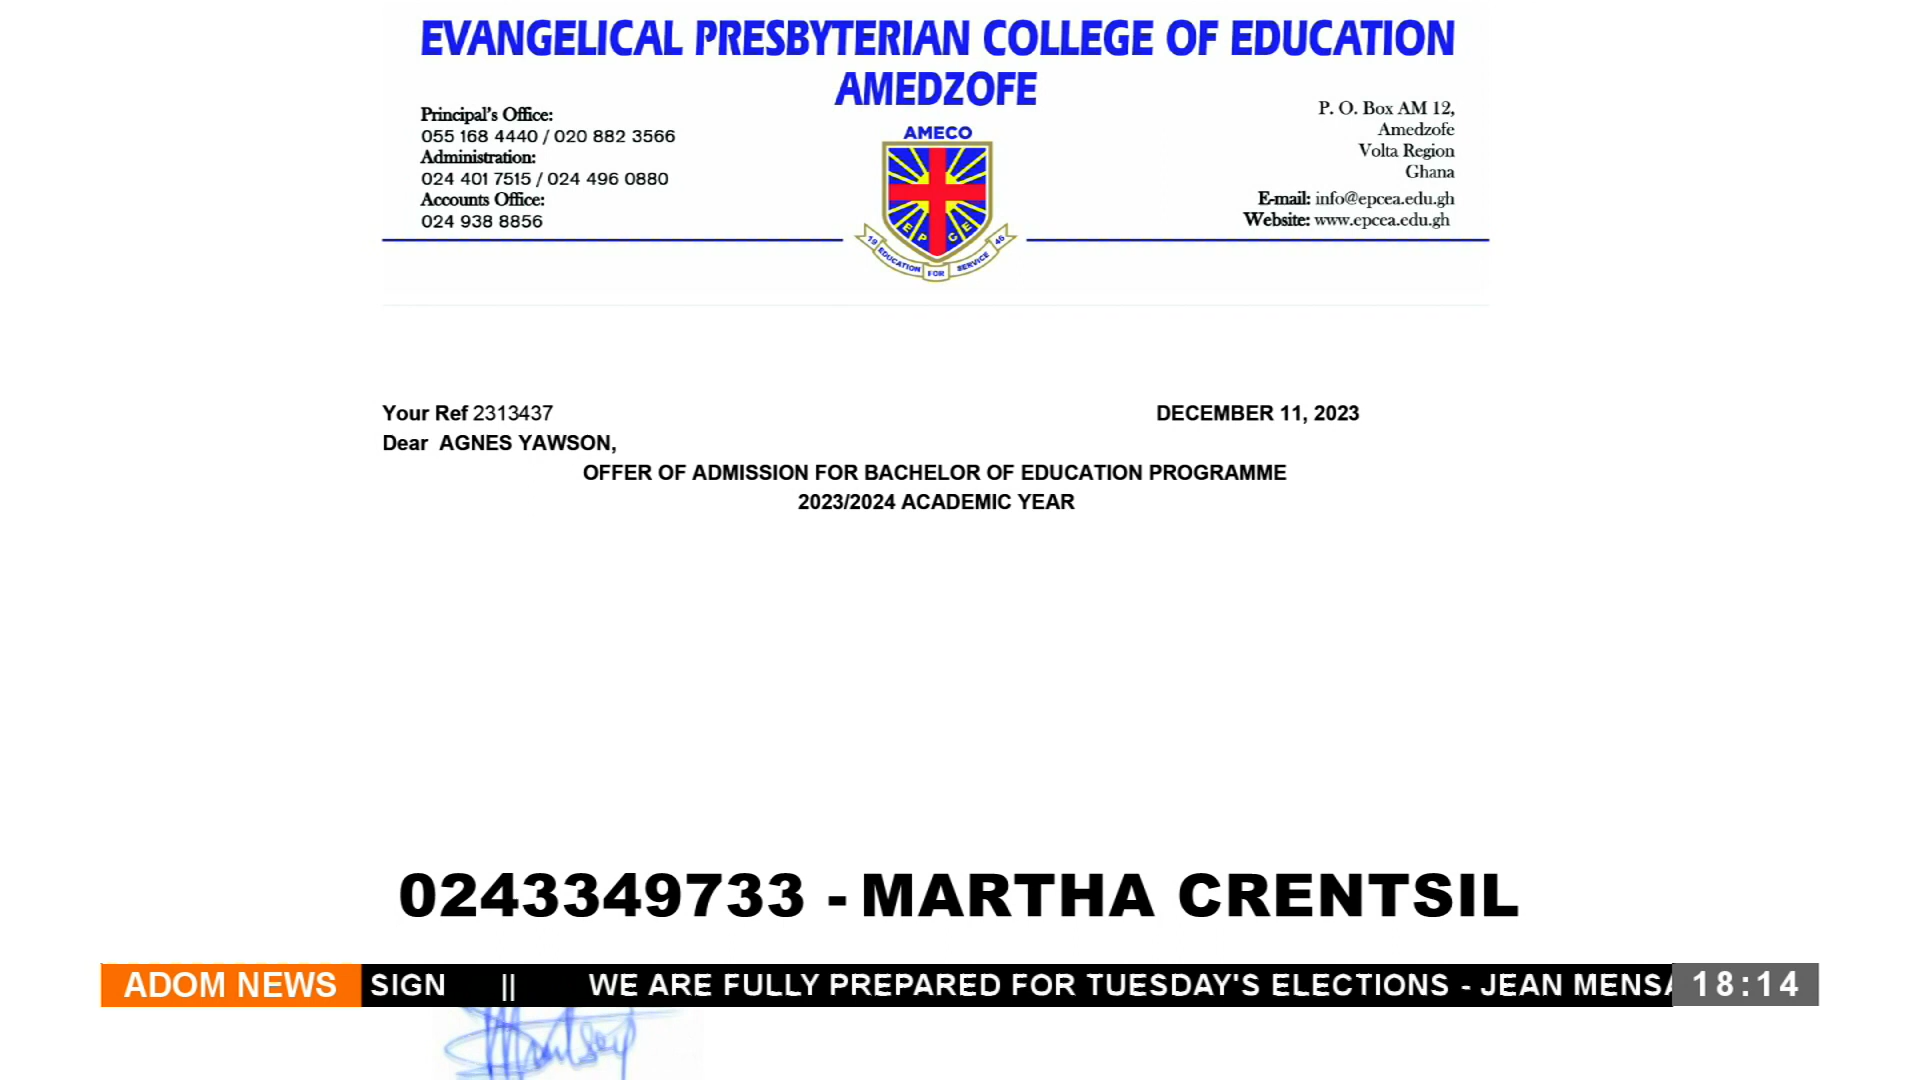 EVANGELICAL PRESBYTERIAN COLLEGE OF EDUCATION
AMEDZOFE
Principal's Office:
055 168 4440 / 020 882 3566
Administration:
024 401 7515 / 024 496 0880
Accounts Office:
024 938 8856
AMECO
E P C E
19 EDUCATION FOR SERVICE 46
P. O. Box AM 12,
Amedzofe
Volta Region
Ghana
E-mail: info@epcea.edu.gh
Website: www.epcea.edu.gh
Your Ref 2313437
DECEMBER 11, 2023
Dear AGNES YAWSON,
OFFER OF ADMISSION FOR BACHELOR OF EDUCATION PROGRAMME
2023/2024 ACADEMIC YEAR
0243349733 - MARTHA CRENTSIL
ADOM NEWS SIGN || WE ARE FULLY PREPARED FOR TUESDAY'S ELECTIONS - JEAN MENSA 18:14